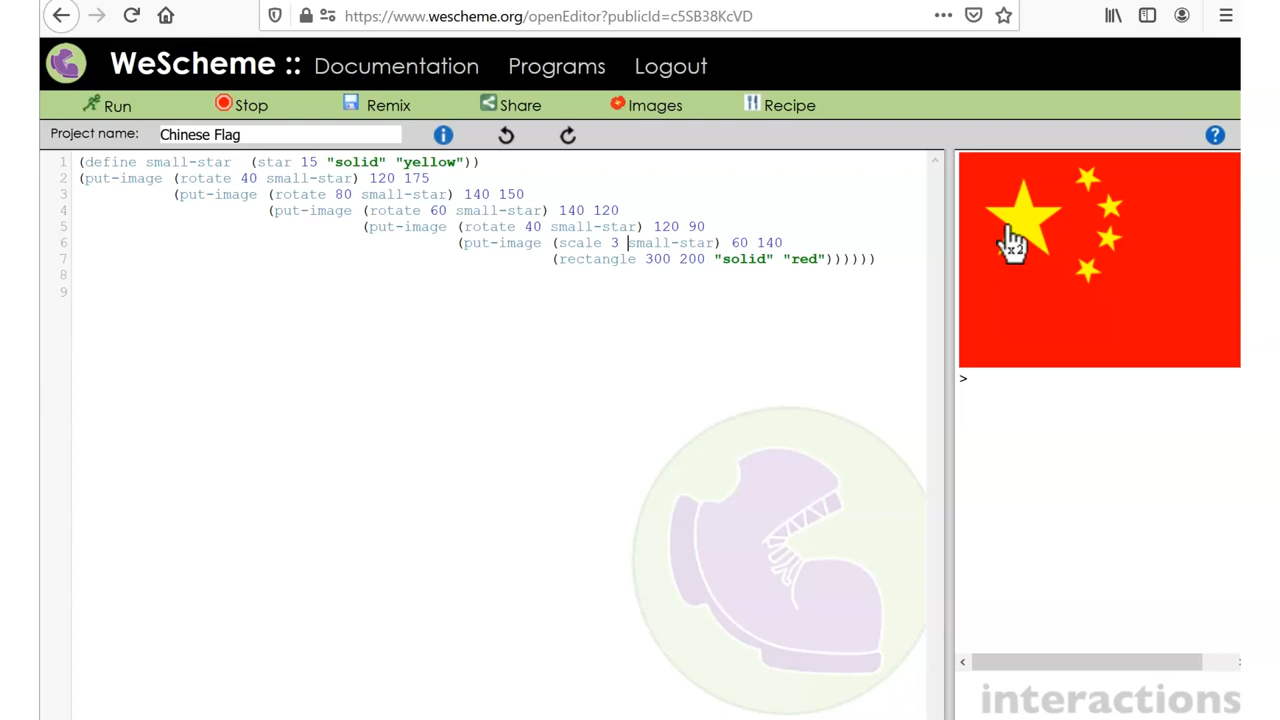 https://www.wescheme.org/openEditor?publicId=c5SB38KcVD
WeScheme :: Documentation Programs Logout
Run Stop Remix Share Images Recipe
Project name: Chinese Flag
1 (define small-star  (star 15 "solid" "yellow"))
2 (put-image (rotate 40 small-star) 120 175
3           (put-image (rotate 80 small-star) 140 150
4                     (put-image (rotate 60 small-star) 140 120
5                               (put-image (rotate 40 small-star) 120 90
6                                         (put-image (scale 3 small-star) 60 140
7                                                   (rectangle 300 200 "solid" "red"))))))
8
9
x2
>
interactions